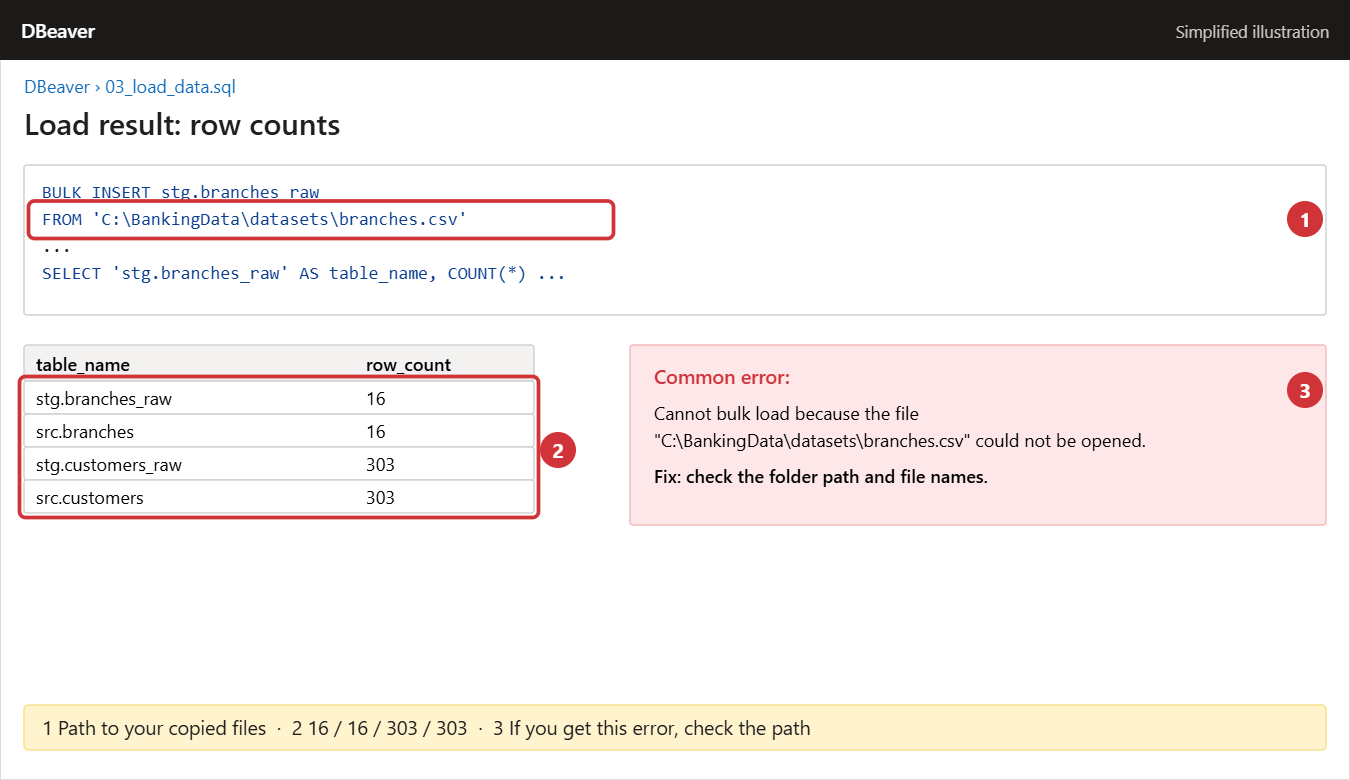 DBeaver
Simplified illustration
DBeaver › 03_load_data.sql
Load result: row counts
BULK INSERT stg.branches_raw
FROM 'C:\BankingData\datasets\branches.csv'
1
...
SELECT 'stg.branches_raw' AS table_name, COUNT(*) ...
table_name row_count
stg.branches_raw 16
src.branches 16
stg.customers_raw 303
src.customers 303
2
Common error:
3
Cannot bulk load because the file
"C:\BankingData\datasets\branches.csv" could not be opened.
Fix: check the folder path and file names.
1 Path to your copied files · 2 16 / 16 / 303 / 303 · 3 If you get this error, check the path